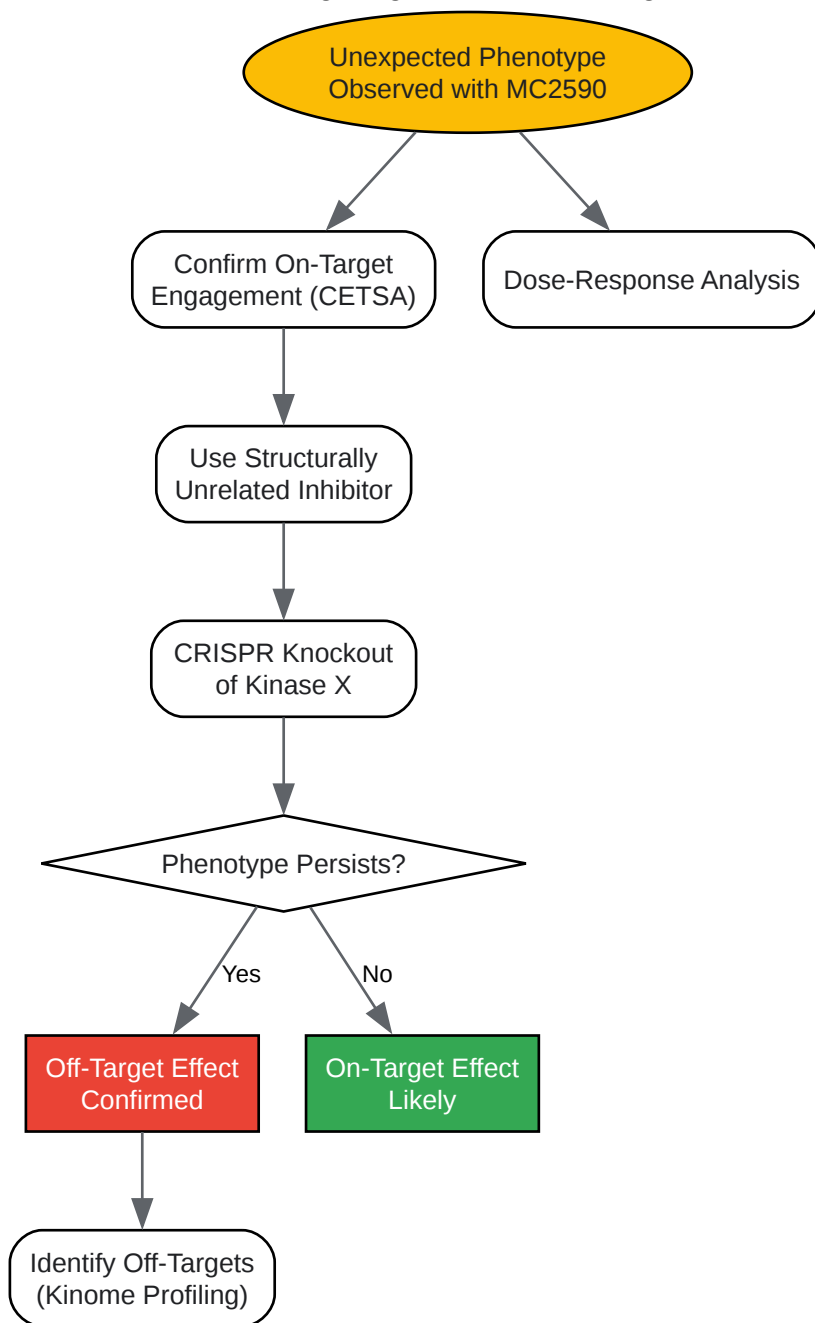 Unexpected Phenotype
Observed with MC2590
Confirm On-Target
Engagement (CETSA)
Dose-Response Analysis
Use Structurally
Unrelated Inhibitor
CRISPR Knockout
of Kinase X
Phenotype Persists?
Yes
No
Off-Target Effect
Confirmed
On-Target Effect
Likely
Identify Off-Targets
(Kinome Profiling)